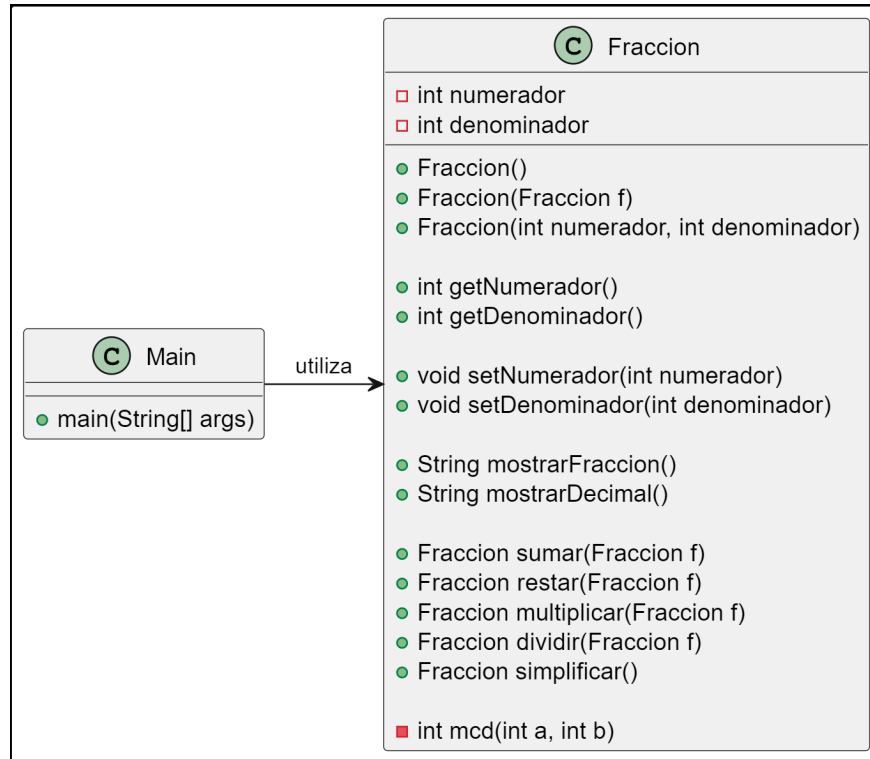 C Main
main(String[] args)
utiliza
C Fraccion
int numerador
int denominador
Fraccion()
Fraccion(Fraccion f)
Fraccion(int numerador, int denominador)
int getNumerador()
int getDenominador()
void setNumerador(int numerador)
void setDenominador(int denominador)
String mostrarFraccion()
String mostrarDecimal()
Fraccion sumar(Fraccion f)
Fraccion restar(Fraccion f)
Fraccion multiplicar(Fraccion f)
Fraccion dividir(Fraccion f)
Fraccion simplificar()
int mcd(int a, int b)